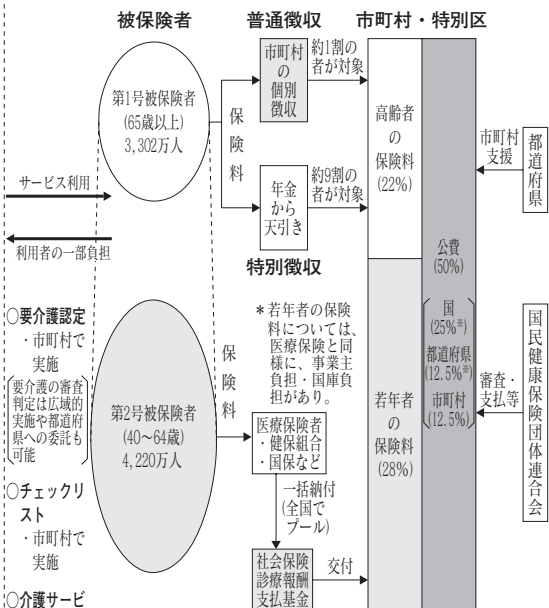 被保険者
普通徴収
市町村・特別区
第1号被保険者
(65歳以上)
3,302万人
保険料
市町村
の
個別
徴収
約1割の
者が対象
年金
から
天引き
約9割の
者が対象
特別徴収
高齢者
の
保険料
(22%)
公費
(50%)
国
(25%※)
都道府県
(12.5%※)
市町村
(12.5%)
市町村
支援
都道府県
サービス利用
利用者の一部負担
○要介護認定
・市町村で
実施
要介護の審査
判定は広域的
実施や都道府
県への委託も
可能
○チェックリ
スト
・市町村で
実施
○介護サービ
第2号被保険者
(40~64歳)
4,220万人
保険料
*若年者の保険
料については、
医療保険と同
様に、事業主
負担・国庫負
担があり。
医療保険者
・健保組合
・国保など
一括納付
(全国で
プール)
社会保険
診療報酬
支払基金
交付
若年者
の
保険料
(28%)
審査・
支払等
国民健康保険団体連合会